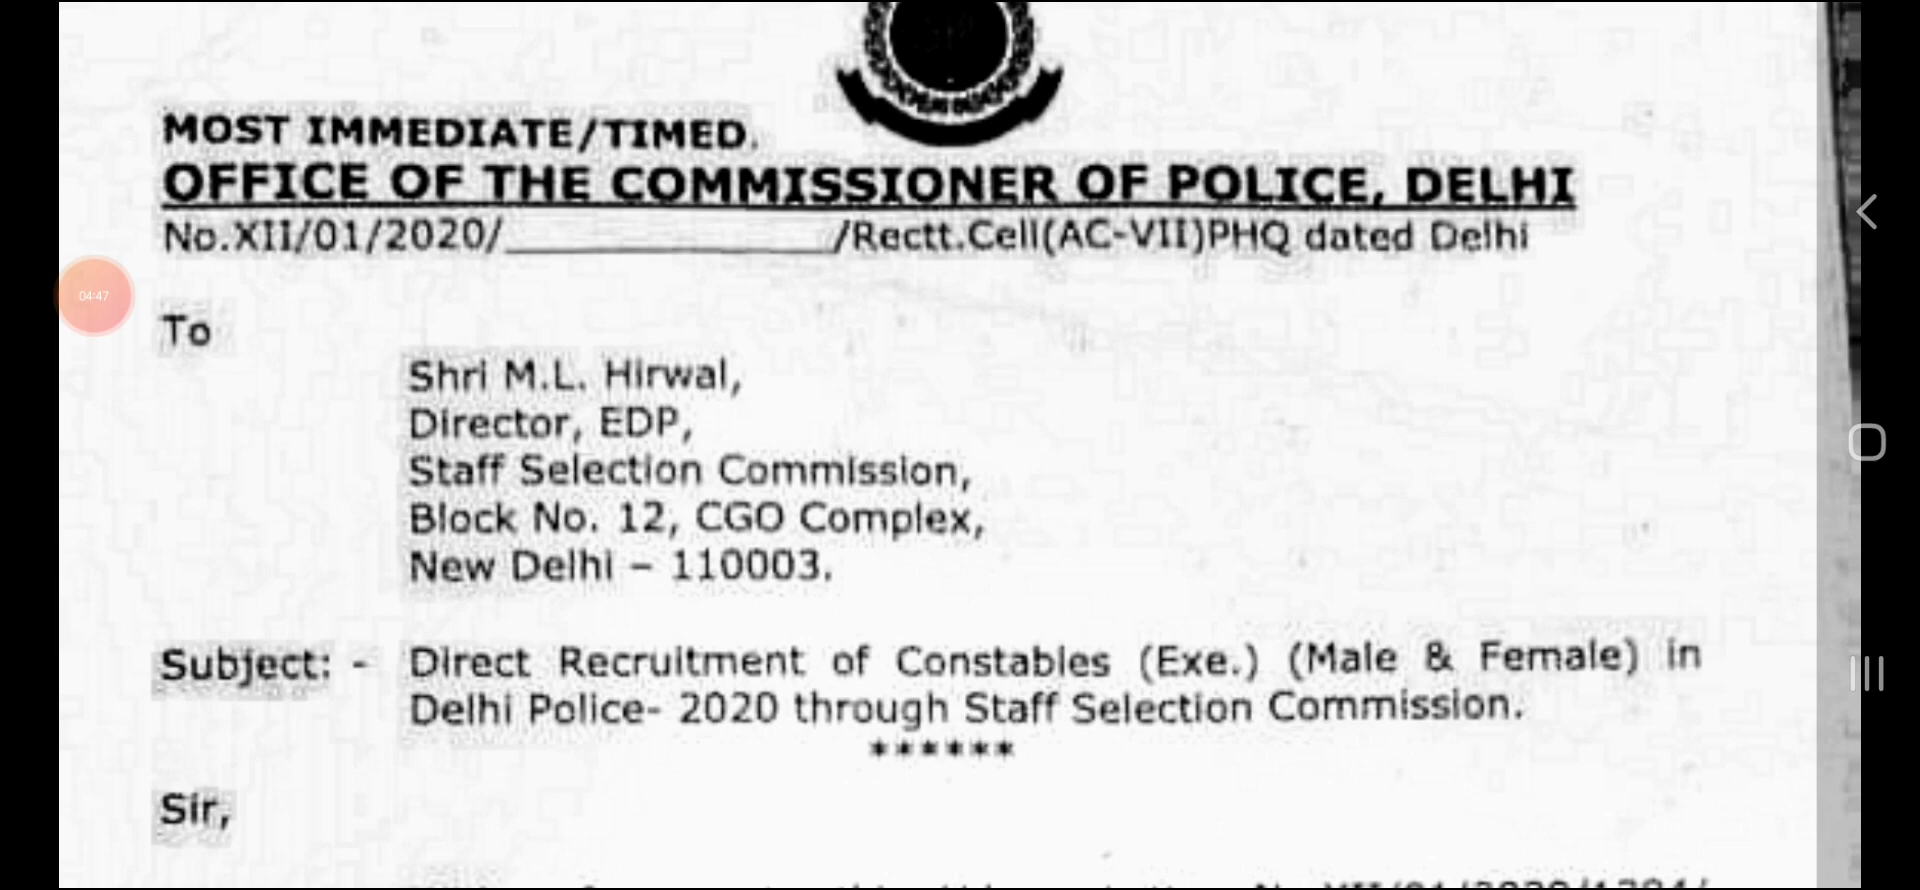 MOST IMMEDIATE/TIMED.
OFFICE OF THE COMMISSIONER OF POLICE, DELHI
No.XII/01/2020/____________/Rectt.Cell(AC-VII)PHQ dated Delhi
04:47
To
Shri M.L. Hirwal,
Director, EDP,
Staff Selection Commission,
Block No. 12, CGO Complex,
New Delhi – 110003.
Subject: - Direct Recruitment of Constables (Exe.) (Male & Female) in
Delhi Police- 2020 through Staff Selection Commission.
******
Sir,